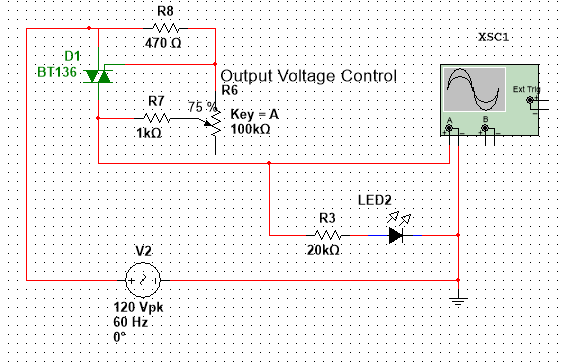 R8
470 Ω
XSC1
D1
BT136
Output Voltage Control
R6
Ext Trig
R7
75 %
Key = A
1kΩ
100kΩ
A
B
LED2
R3
20kΩ
V2
120 Vpk
60 Hz
0°